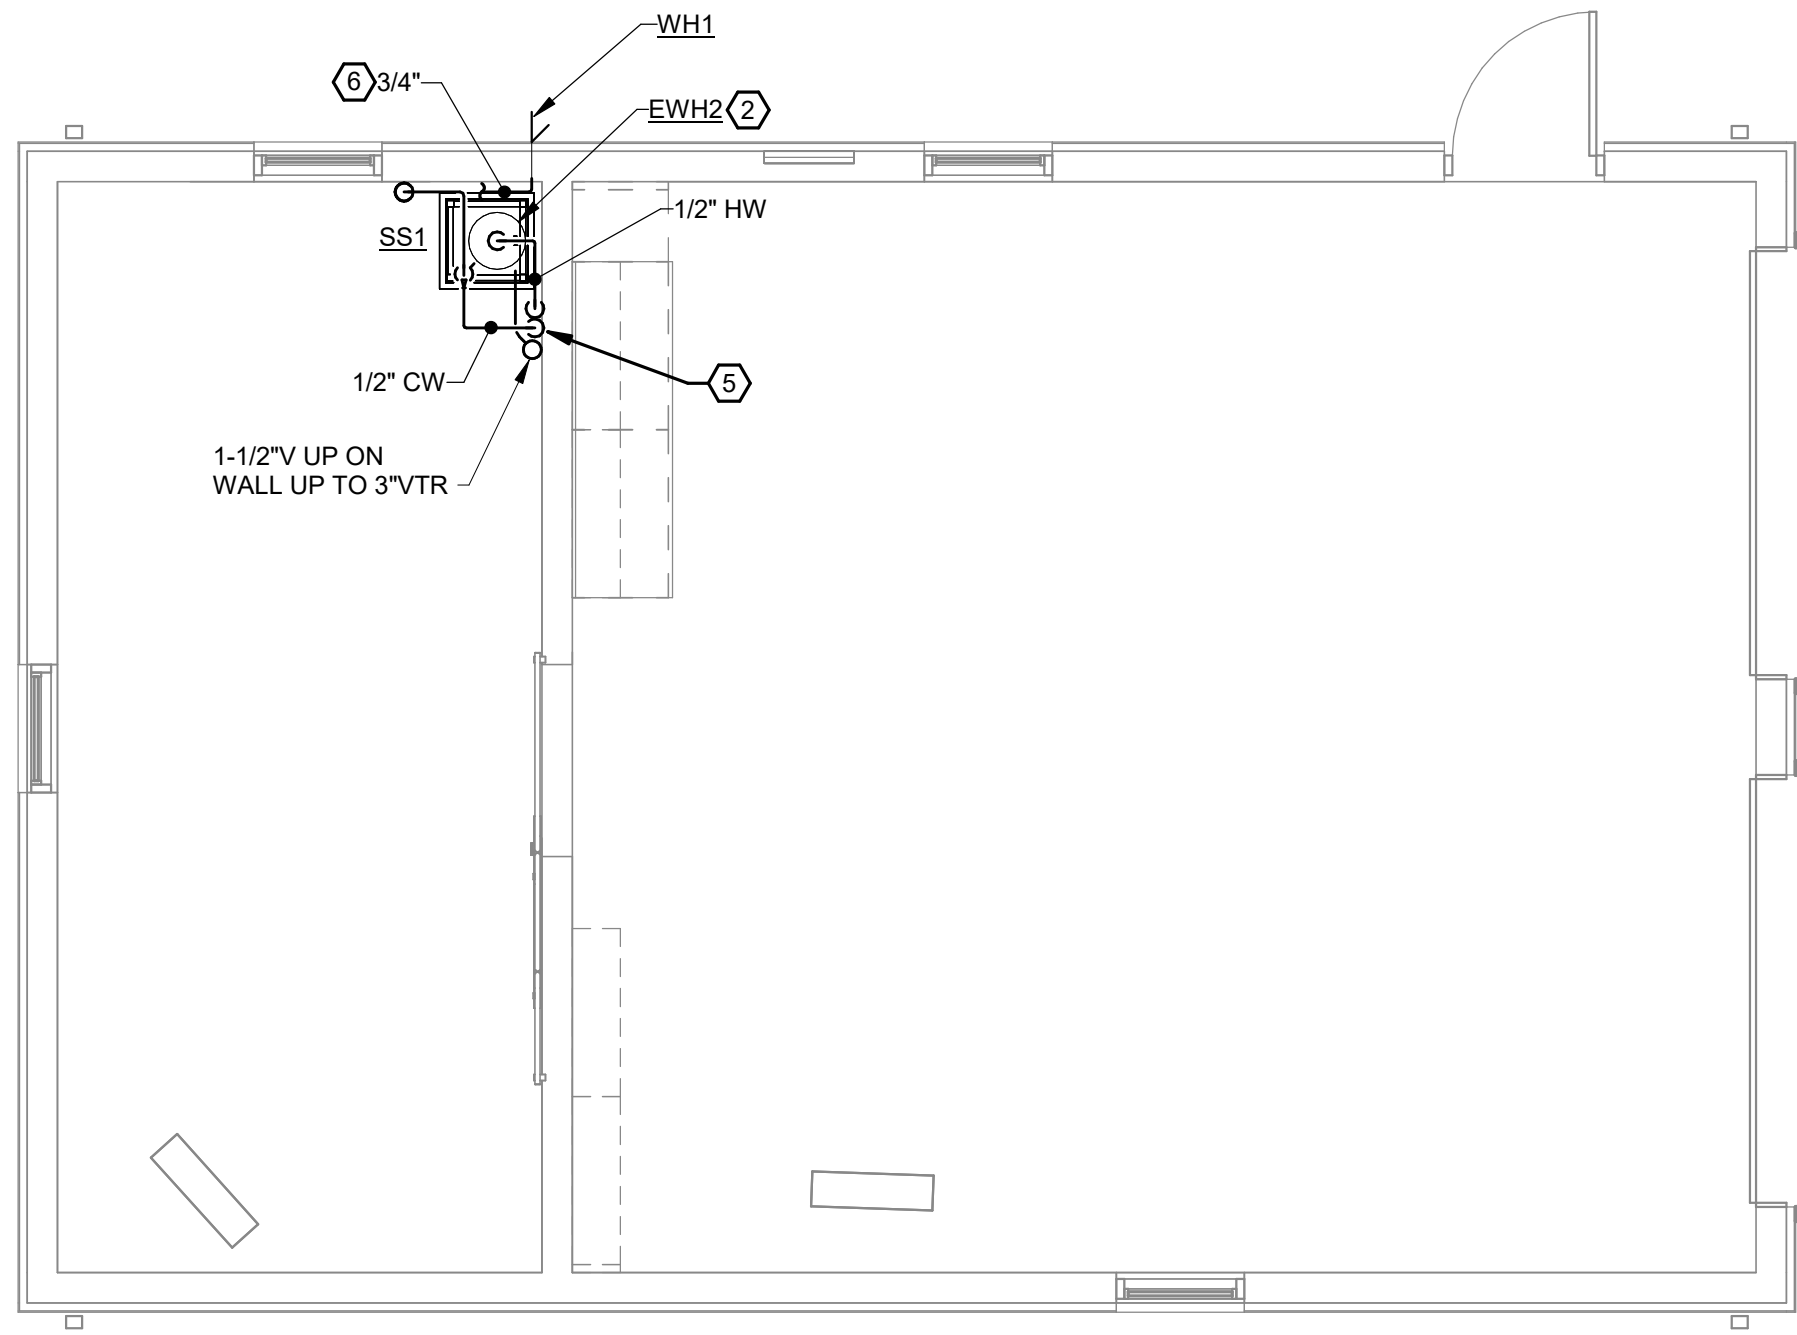 WH1
6 3/4"
EWH2 2
1/2" HW
SS1
1/2" CW
5
1-1/2"V UP ON
WALL UP TO 3"VTR